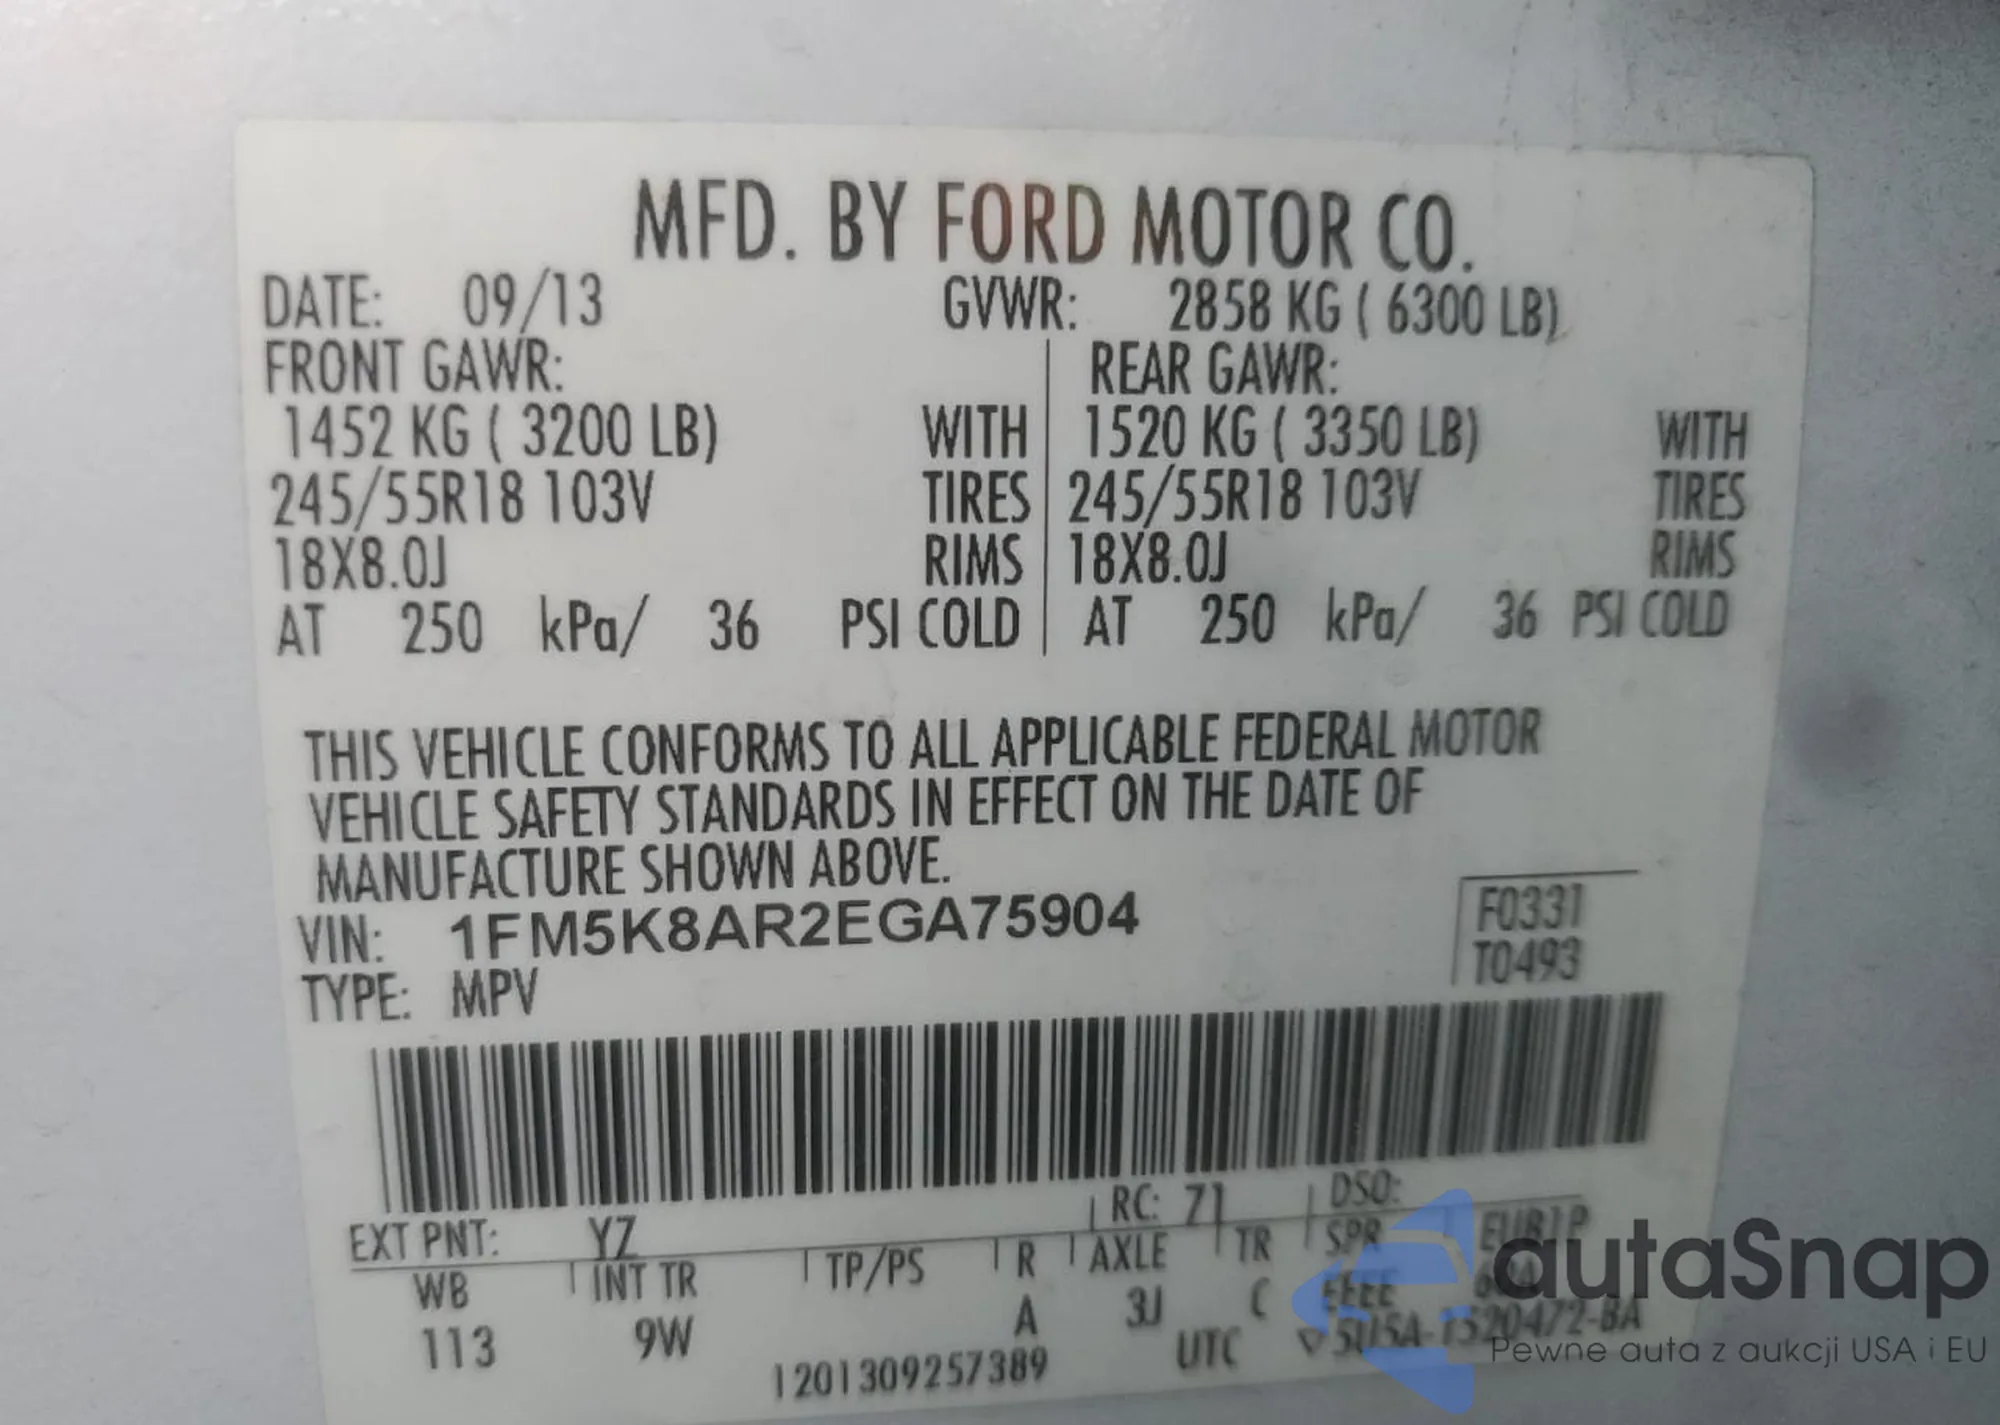 MFD. BY FORD MOTOR CO.
DATE: 09/13 GVWR: 2858 KG ( 6300 LB)
FRONT GAWR: REAR GAWR:
1452 KG ( 3200 LB) WITH 1520 KG ( 3350 LB) WITH
245/55R18 103V TIRES 245/55R18 103V TIRES
18X8.0J RIMS 18X8.0J RIMS
AT 250 kPa/ 36 PSI COLD AT 250 kPa/ 36 PSI COLD
THIS VEHICLE CONFORMS TO ALL APPLICABLE FEDERAL MOTOR
VEHICLE SAFETY STANDARDS IN EFFECT ON THE DATE OF
MANUFACTURE SHOWN ABOVE.
VIN: 1FM5K8AR2EGA75904
F0331
T0493
TYPE: MPV
EXT PNT: YZ RC: 71 DSO:
WB INT TR TP/PS R AXLE TR SPR
113 9W A 3J C EEEE
1201309257389 UTC
autaSnap
Pewne auta z aukcji USA i EU